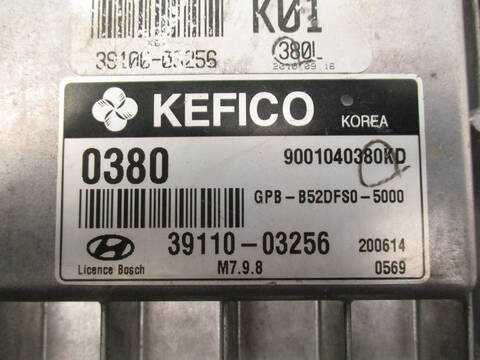 K01
39106-03256
380L
KEFICO
KOREA
0380
9001040380KD
GPB-B52DFS0-5000
39110-03256
200614
Licence Bosch
M7.9.8
0569